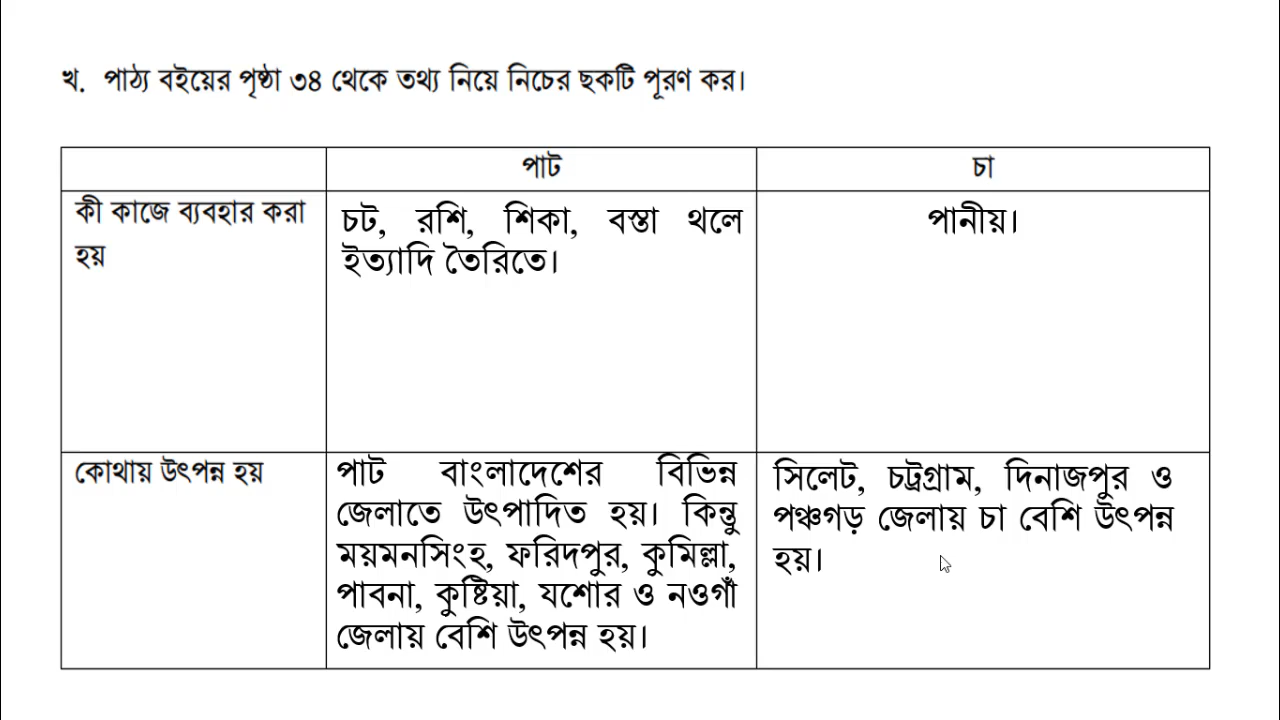 খ. পাঠ্য বইয়ের পৃষ্ঠা ৩৪ থেকে তথ্য নিয়ে নিচের ছকটি পূরণ কর।
পাট
চা
কী কাজে ব্যবহার করা
হয়
চট, রশি, শিকা, বস্তা থলে
ইত্যাদি তৈরিতে।
পানীয়।
কোথায় উৎপন্ন হয়
পাট বাংলাদেশের বিভিন্ন
জেলাতে উৎপাদিত হয়। কিন্তু
ময়মনসিংহ, ফরিদপুর, কুমিল্লা,
পাবনা, কুষ্টিয়া, যশোর ও নওগাঁ
জেলায় বেশি উৎপন্ন হয়।
সিলেট, চট্রগ্রাম, দিনাজপুর ও
পঞ্চগড় জেলায় চা বেশি উৎপন্ন
হয়।